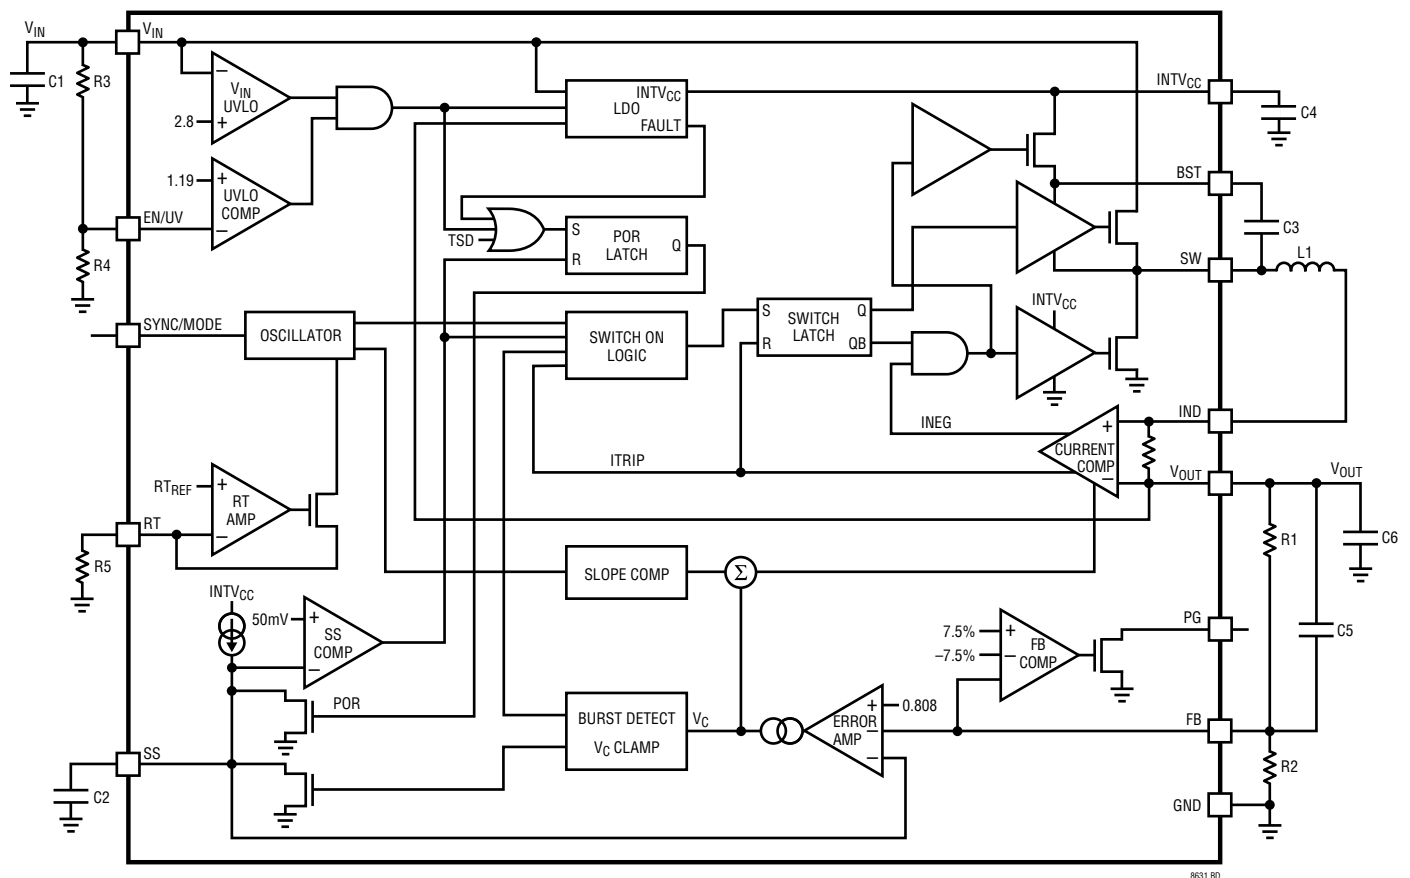 VIN
VIN
C1
R3
VIN
UVLO
–
+
2.8
INTVCC
LDO
FAULT
INTVCC
C4
1.19
+
–
UVLO
COMP
EN/UV
R4
TSD
S
R
POR
LATCH
Q
BST
C3
SW
L1
SYNC/MODE
OSCILLATOR
SWITCH ON
LOGIC
S
R
SWITCH
LATCH
Q
QB
INTVCC
INEG
IND
+
CURRENT
COMP
–
ITRIP
VOUT
VOUT
RTREF
+
RT
AMP
–
RT
R5
R1
C6
SLOPE COMP
Σ
INTVCC
50mV
+
SS
COMP
–
7.5%
–7.5%
+
–
FB
COMP
PG
C5
POR
BURST DETECT
VC CLAMP
VC
+
ERROR
AMP
–
–
0.808
FB
SS
C2
R2
GND
8631 BD